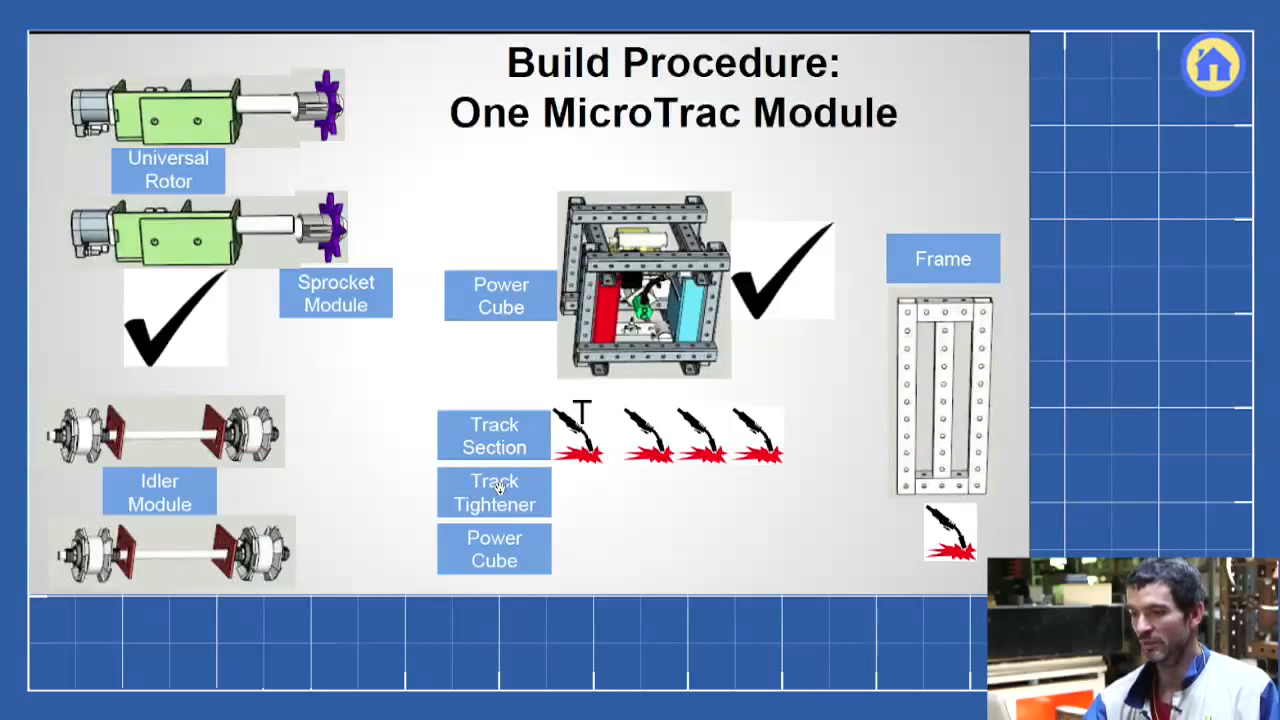 Build Procedure:
One MicroTrac Module
Universal
Rotor
Sprocket
Module
Power
Cube
Frame
T
Track
Section
Idler
Module
Track
Tightener
Power
Cube